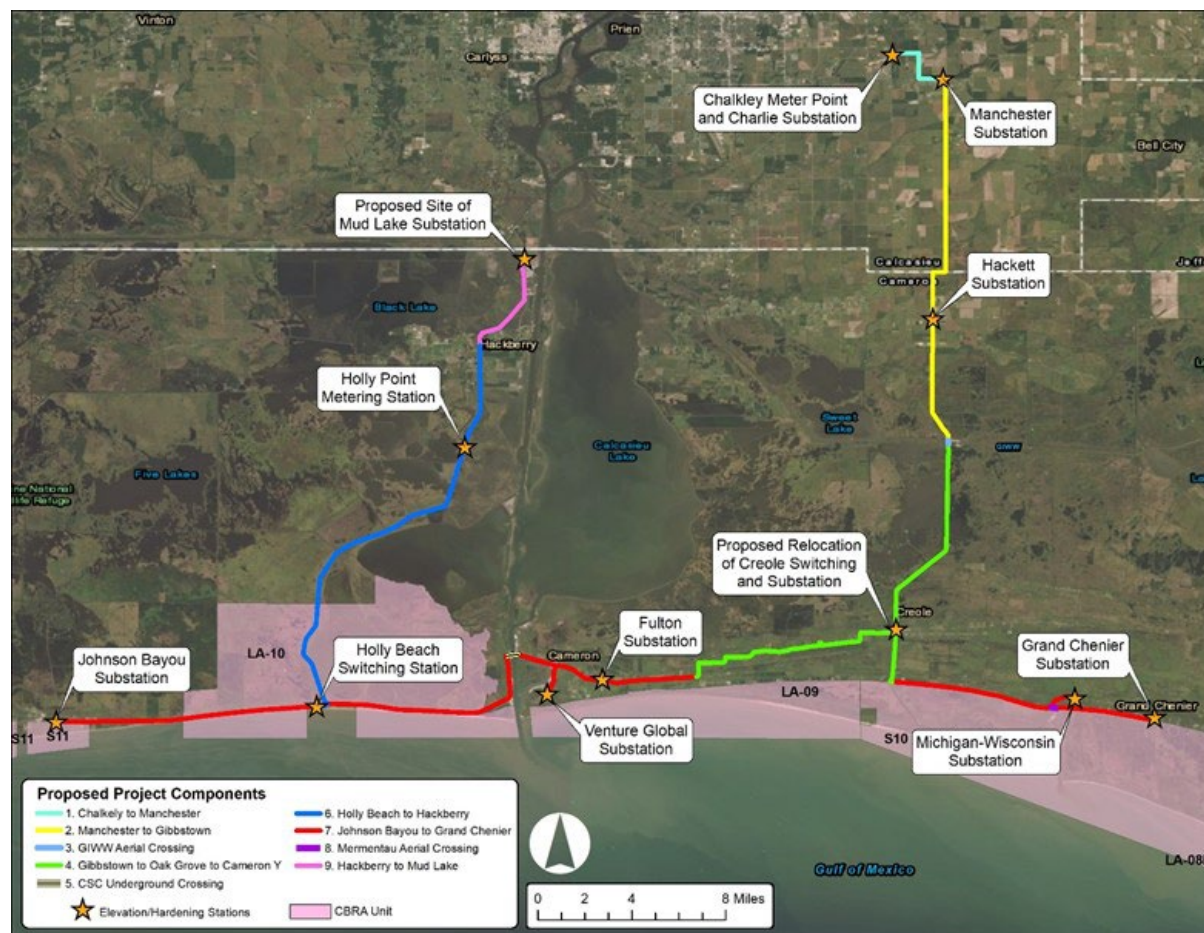 Vinton
Prien
Carlyss
Chalkley Meter Point
and Charlie Substation
Manchester
Substation
Bell City
Proposed Site of
Mud Lake Substation
Calcasieu
Cameron
Jeff
Hackett
Substation
Black Lake
Hackberry
Holly Point
Metering Station
Sweet
Lake
GIWW
Calcasieu
Lake
Five Lakes
ne National
life Refuge
La
Proposed Relocation
of Creole Switching
and Substation
Creole
Fulton
Substation
Cameron
Holly Beach
Switching Station
LA-10
Johnson Bayou
Substation
Grand Chenier
Substation
LA-09
Grand Chenier
Venture Global
Substation
S11
S11
S10
Michigan-Wisconsin
Substation
LA-08
Gulf of Mexico
Proposed Project Components
1. Chalkely to Manchester
2. Manchester to Gibbstown
3. GIWW Aerial Crossing
4. Gibbstown to Oak Grove to Cameron Y
5. CSC Underground Crossing
6. Holly Beach to Hackberry
7. Johnson Bayou to Grand Chenier
8. Mermentau Aerial Crossing
9. Hackberry to Mud Lake
Elevation/Hardening Stations
CBRA Unit
0 2 4 8 Miles